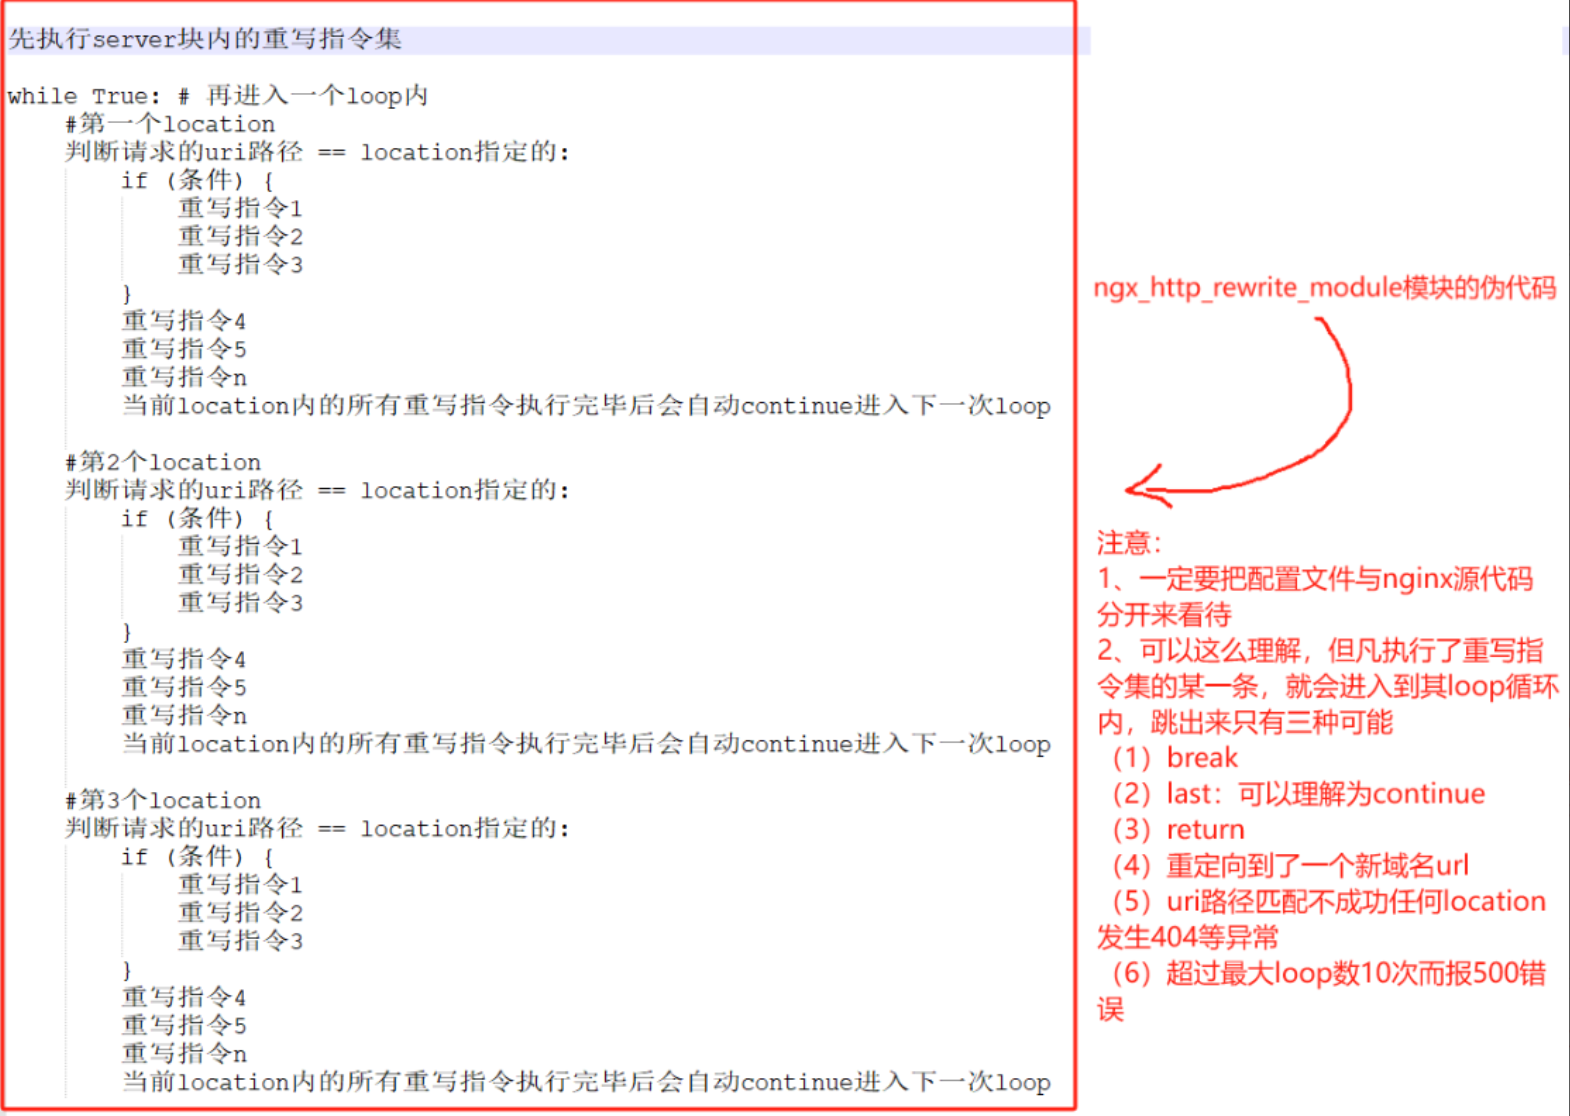 先执行server块内的重写指令集
while True: # 再进入一个loop内
#第一个location
判断请求的uri路径 == location指定的:
if (条件) {
重写指令1
重写指令2
重写指令3
}
重写指令4
重写指令5
重写指令n
当前location内的所有重写指令执行完毕后会自动continue进入下一次loop
#第2个location
判断请求的uri路径 == location指定的:
if (条件) {
重写指令1
重写指令2
重写指令3
}
重写指令4
重写指令5
重写指令n
当前location内的所有重写指令执行完毕后会自动continue进入下一次loop
#第3个location
判断请求的uri路径 == location指定的:
if (条件) {
重写指令1
重写指令2
重写指令3
}
重写指令4
重写指令5
重写指令n
当前location内的所有重写指令执行完毕后会自动continue进入下一次loop
ngx_http_rewrite_module模块的伪代码
注意：
1、一定要把配置文件与nginx源代码
分开来看待
2、可以这么理解，但凡执行了重写指
令集的某一条，就会进入到其loop循环
内，跳出来只有三种可能
（1）break
（2）last：可以理解为continue
（3）return
（4）重定向到了一个新域名url
（5）uri路径匹配不成功任何location
发生404等异常
（6）超过最大loop数10次而报500错
误